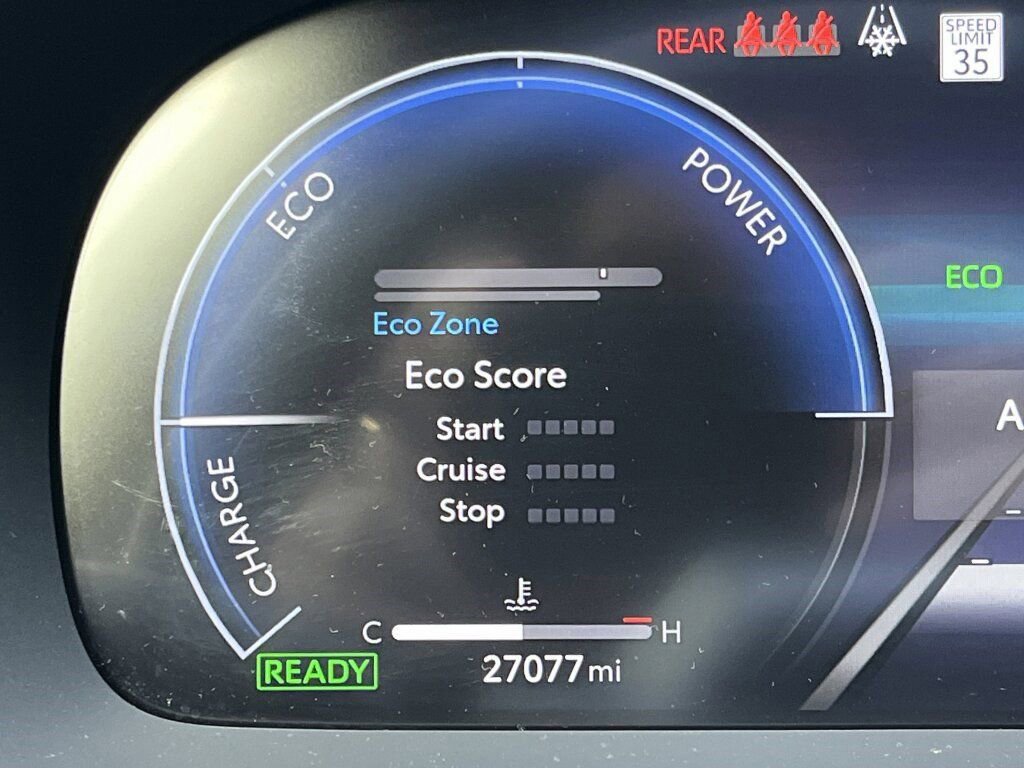 REAR
SPEED
LIMIT
35
ECO
POWER
ECO
Eco Zone
Eco Score
Start
A
Cruise
CHARGE
Stop
C
H
READY
27077 mi